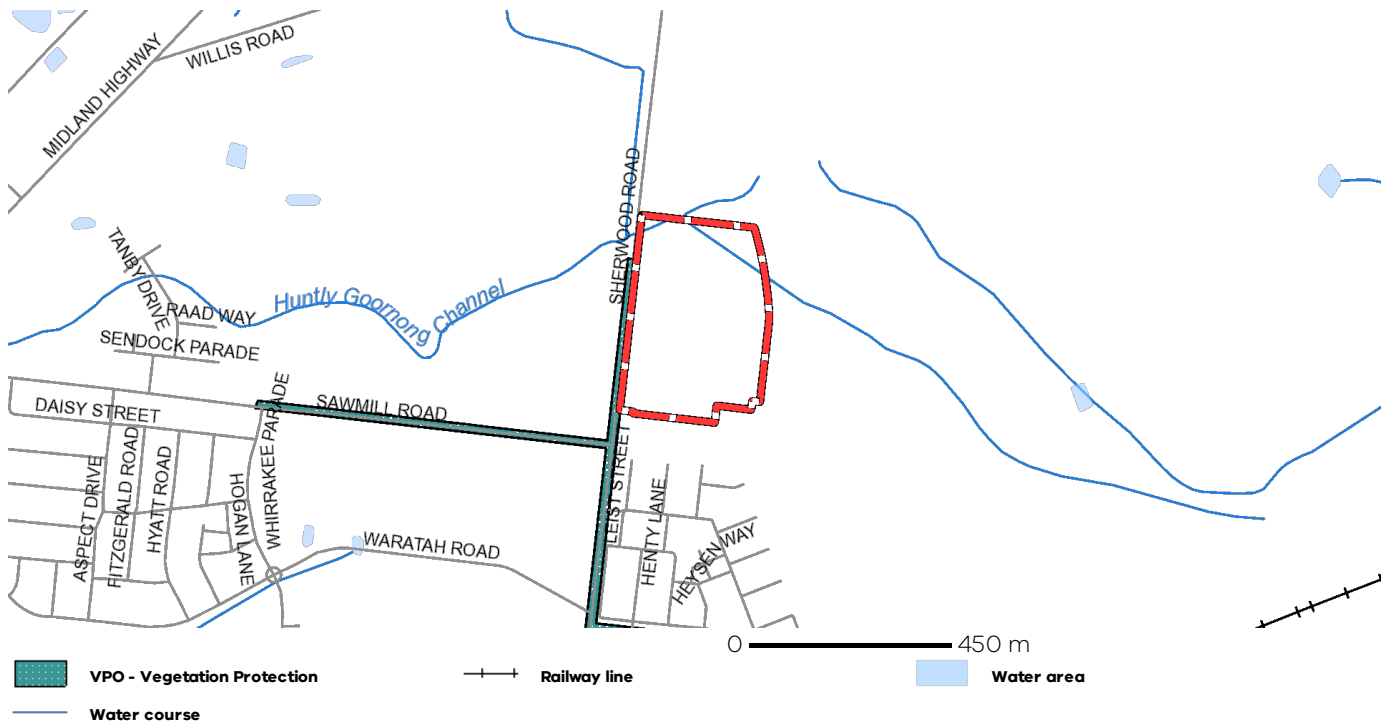 WILLIS ROAD
MIDLAND HIGHWAY
SHERWOOD ROAD
TANBY DRIVE
Huntly Goornong Channel
RAAD WAY
SENDOCK PARADE
DAISY STREET
SAWMILL ROAD
WHIRRAKEE PARADE
ASPECT DRIVE
FITZGERALD ROAD
HYATT ROAD
HOGAN LANE
LEIST STREET
HENTY LANE
HEYSEN WAY
WARATAH ROAD
0 450 m
VPO - Vegetation Protection
Railway line
Water area
Water course